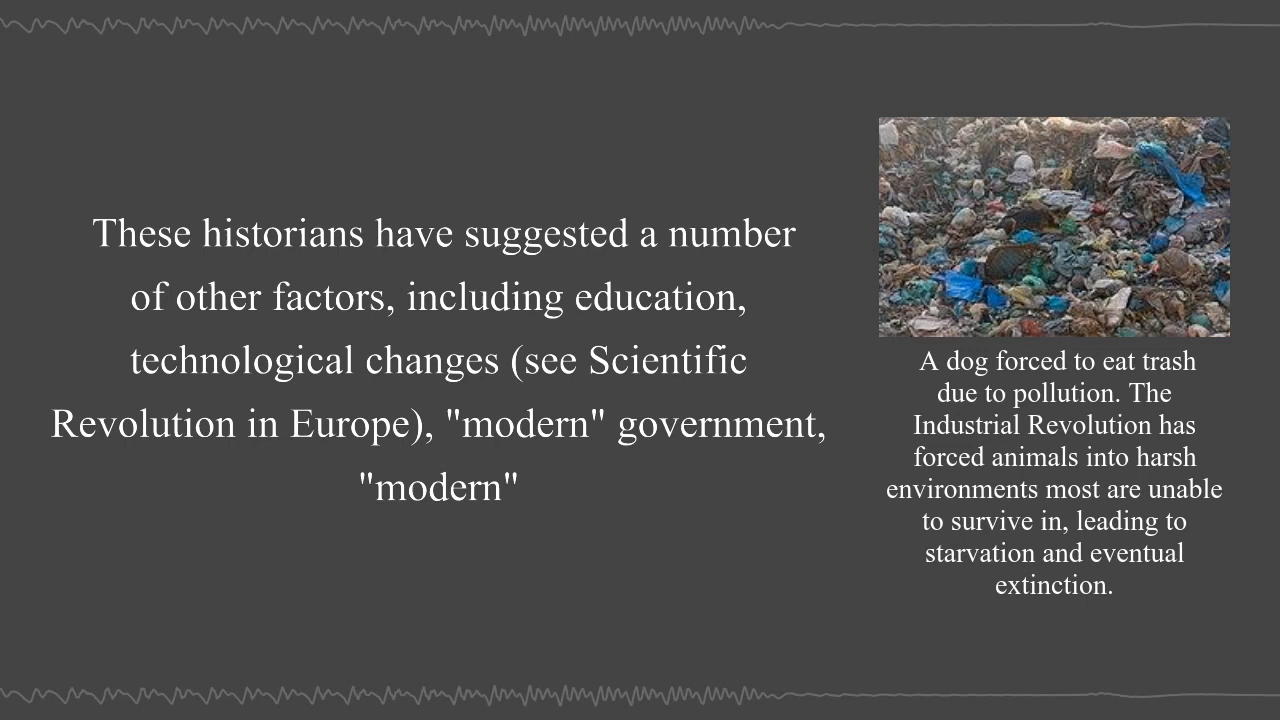 These historians have suggested a number
of other factors, including education,
technological changes (see Scientific
Revolution in Europe), "modern" government,
"modern"
A dog forced to eat trash
due to pollution. The
Industrial Revolution has
forced animals into harsh
environments most are unable
to survive in, leading to
starvation and eventual
extinction.